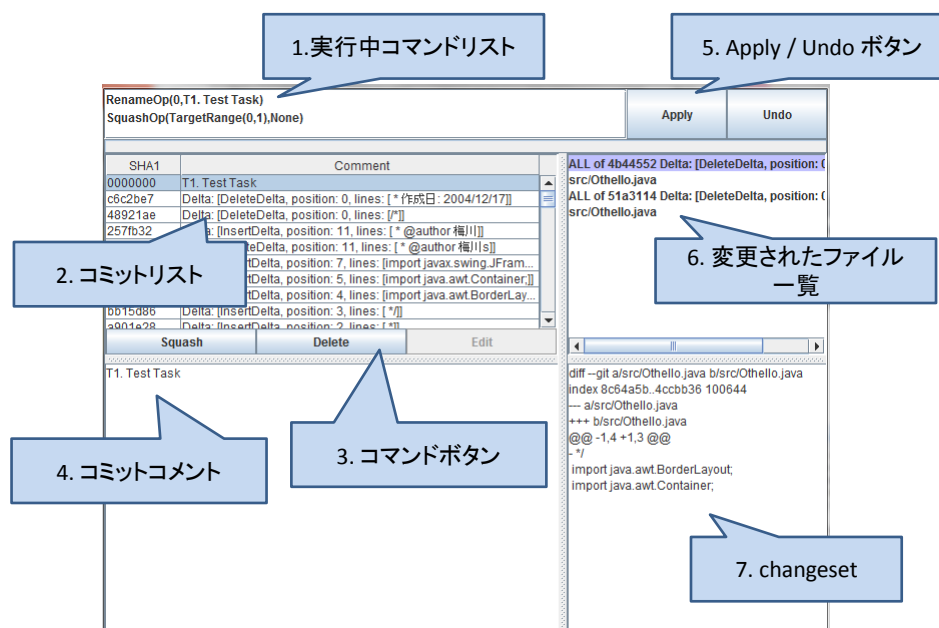 1.実行中コマンドリスト
5. Apply / Undo ボタン
RenameOp(0,T1. Test Task)
SquashOp(TargetRange(0,1),None)
Apply
Undo
SHA1
Comment
0000000 T1. Test Task
c6c2be7 Delta: [DeleteDelta, position: 0, lines: [ * 作成日: 2004/12/17]]
48921ae Delta: [DeleteDelta, position: 0, lines: [/*]]
257fb32 Delta: [InsertDelta, position: 11, lines: [ * @author 梅川]]
eteDelta, position: 11, lines: [ * @author 梅川s]]
sertDelta, position: 7, lines: [import javax.swing.JFram...
sertDelta, position: 5, lines: [import java.awt.Container;]]
sertDelta, position: 4, lines: [import java.awt.BorderLay...
bb15d86 Delta: [InsertDelta, position: 3, lines: [ */]]
a901e28 Delta: [InsertDelta, position: 2, lines: [ *]]
2. コミットリスト
Squash
Delete
Edit
ALL of 4b44552 Delta: [DeleteDelta, position: (
src/Othello.java
ALL of 51a3114 Delta: [DeleteDelta, position: (
src/Othello.java
6. 変更されたファイル
一覧
T1. Test Task
4. コミットコメント
3. コマンドボタン
diff --git a/src/Othello.java b/src/Othello.java
index 8c64a5b..4ccbb36 100644
--- a/src/Othello.java
+++ b/src/Othello.java
@@ -1,4 +1,3 @@
- */
import java.awt.BorderLayout;
import java.awt.Container;
7. changeset